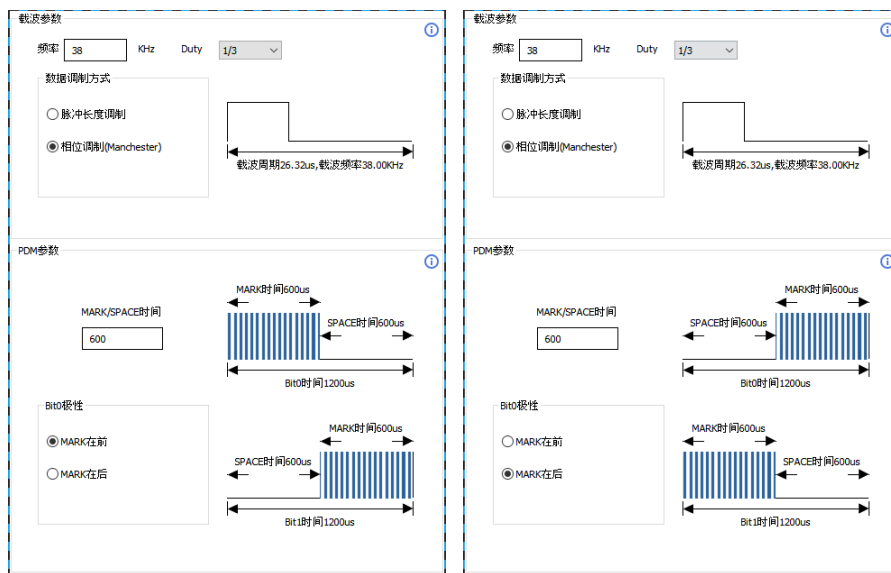 载波参数
频率 38 KHz Duty 1/3
数据调制方式
脉冲长度调制
相位调制(Manchester)
载波周期26.32us,载波频率38.00KHz
PDM参数
MARK时间600us
MARK/SPACE时间
SPACE时间600us
600
Bit0时间1200us
Bit0极性
MARK时间600us
MARK在前
SPACE时间600us
MARK在后
Bit1时间1200us
载波参数
频率 38 KHz Duty 1/3
数据调制方式
脉冲长度调制
相位调制(Manchester)
载波周期26.32us,载波频率38.00KHz
PDM参数
MARK时间600us
MARK/SPACE时间
SPACE时间600us
600
Bit0时间1200us
Bit0极性
MARK时间600us
MARK在前
SPACE时间600us
MARK在后
Bit1时间1200us